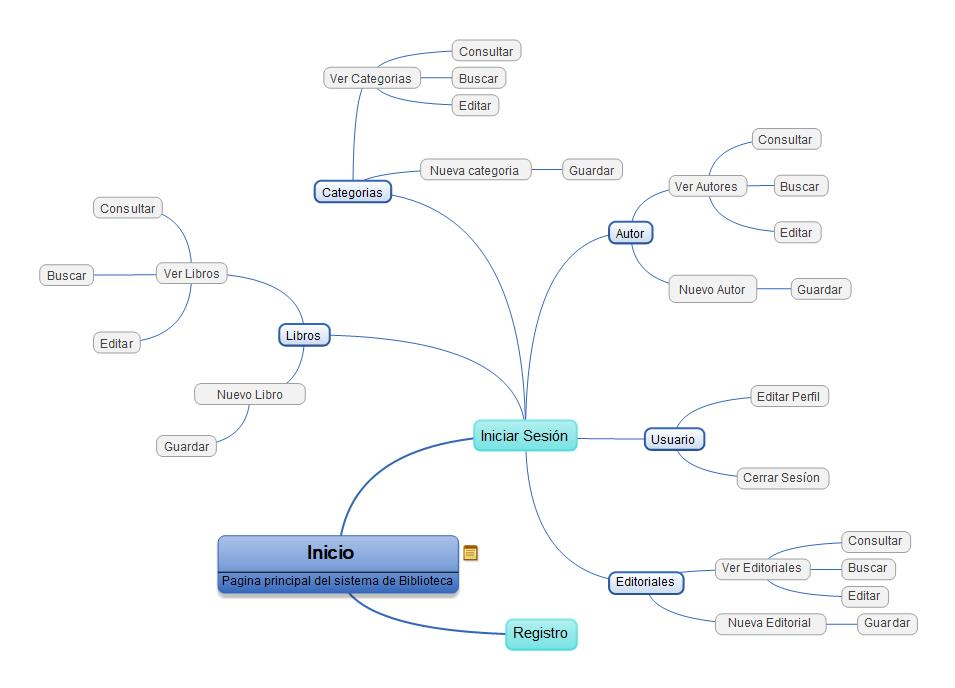 Inicio
Pagina principal del sistema de Biblioteca
Iniciar Sesión
Registro
Categorias
Ver Categorias
Consultar
Buscar
Editar
Nueva categoria
Guardar
Autor
Ver Autores
Consultar
Buscar
Editar
Nuevo Autor
Guardar
Libros
Ver Libros
Consultar
Buscar
Editar
Nuevo Libro
Guardar
Usuario
Editar Perfil
Cerrar Sesíon
Editoriales
Ver Editoriales
Consultar
Buscar
Editar
Nueva Editorial
Guardar